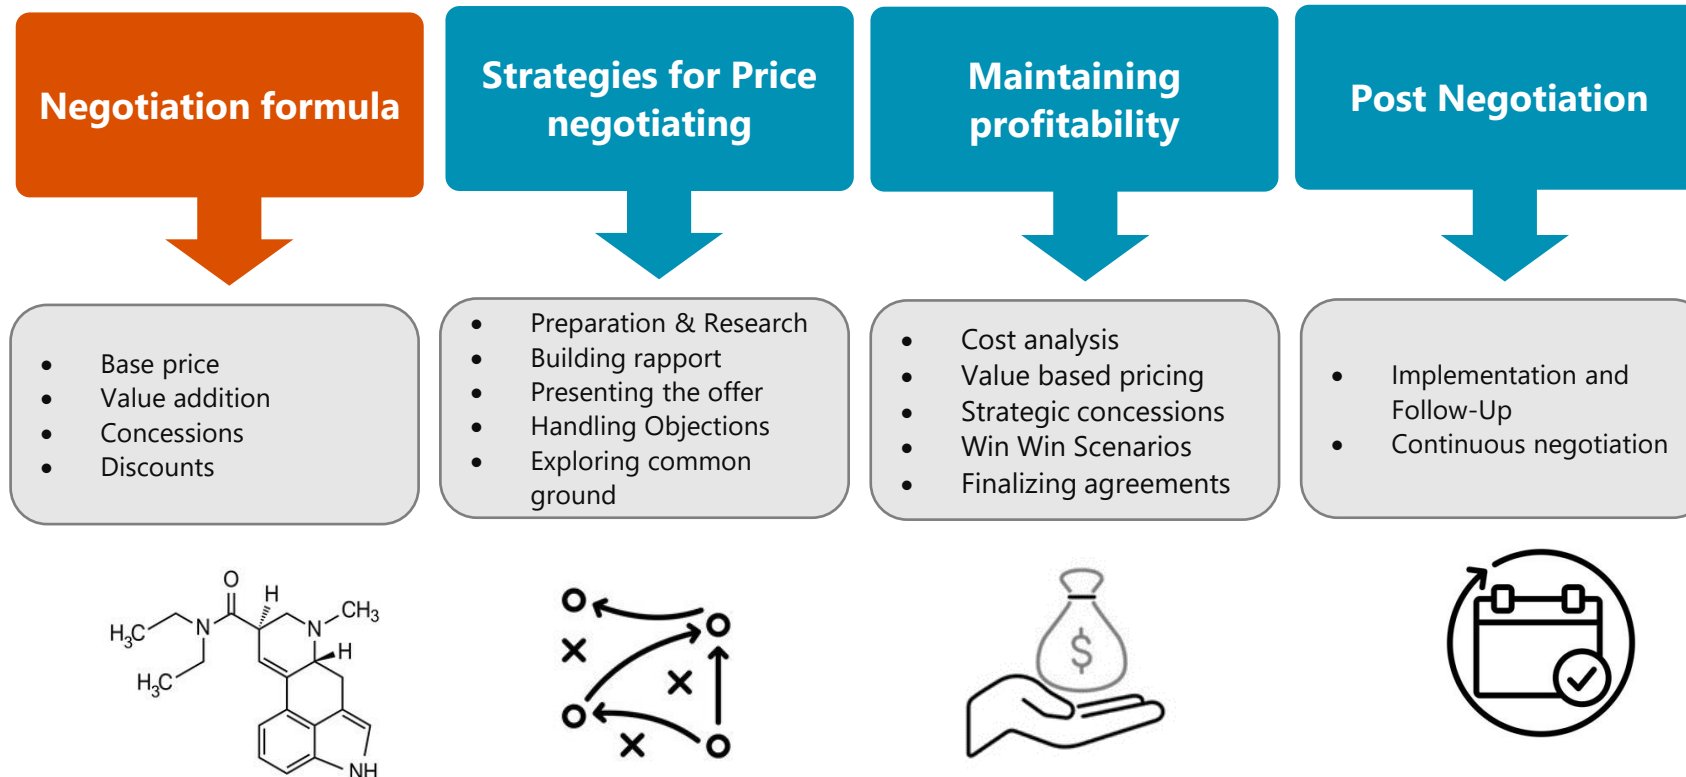 Negotiation formula
• Base price
• Value addition
• Concessions
• Discounts
O
H
N
N
CH₃
H₃C
H
H₃C
NH
Strategies for Price
negotiating
• Preparation & Research
• Building rapport
• Presenting the offer
• Handling Objections
• Exploring common
ground
Maintaining
profitability
• Cost analysis
• Value based pricing
• Strategic concessions
• Win Win Scenarios
• Finalizing agreements
$
Post Negotiation
• Implementation and
Follow-Up
• Continuous negotiation